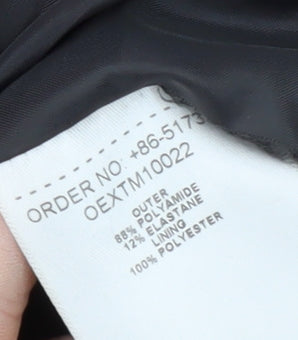 ORDER NO: +86-5173
OEXTM10022
OUTER
88% POLYAMIDE
12% ELASTANE
LINING
100% POLYESTER